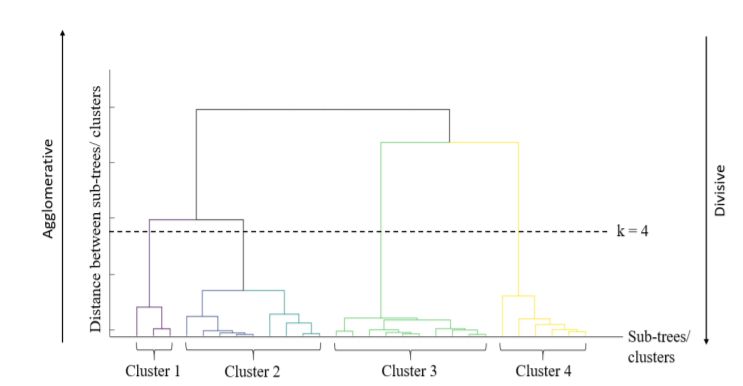 Agglomerative
Distance between sub-trees/ clusters
k = 4
Divisive
Sub-trees/
clusters
Cluster 1
Cluster 2
Cluster 3
Cluster 4